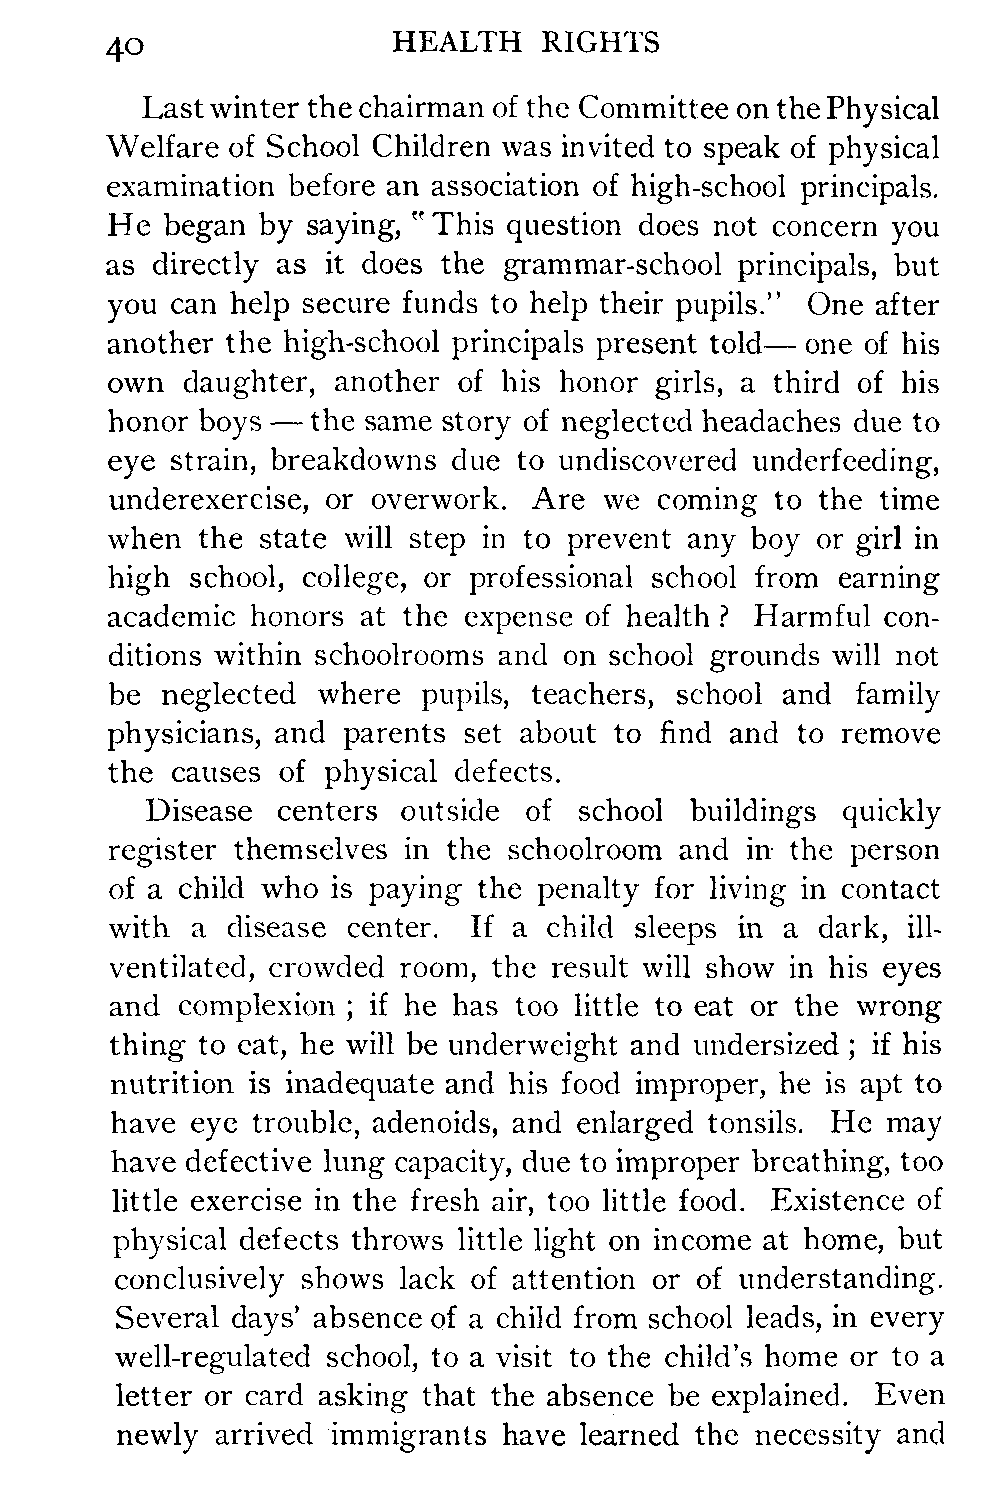 40 HEALTH RIGHTS
Last winter the chairman of the Committee on the Physical
Welfare of School Children was invited to speak of physical
examination before an association of high-school principals.
He began by saying, "This question does not concern you
as directly as it does the grammar-school principals, but
you can help secure funds to help their pupils." One after
another the high-school principals present told— one of his
own daughter, another of his honor girls, a third of his
honor boys — the same story of neglected headaches due to
eye strain, breakdowns due to undiscovered underfeeding,
underexercise, or overwork. Are we coming to the time
when the state will step in to prevent any boy or girl in
high school, college, or professional school from earning
academic honors at the expense of health ? Harmful con-
ditions within schoolrooms and on school grounds will not
be neglected where pupils, teachers, school and family
physicians, and parents set about to find and to remove
the causes of physical defects.
Disease centers outside of school buildings quickly
register themselves in the schoolroom and in the person
of a child who is paying the penalty for living in contact
with a disease center. If a child sleeps in a dark, ill-
ventilated, crowded room, the result will show in his eyes
and complexion ; if he has too little to eat or the wrong
thing to eat, he will be underweight and undersized ; if his
nutrition is inadequate and his food improper, he is apt to
have eye trouble, adenoids, and enlarged tonsils. He may
have defective lung capacity, due to improper breathing, too
little exercise in the fresh air, too little food. Existence of
physical defects throws little light on income at home, but
conclusively shows lack of attention or of understanding.
Several days' absence of a child from school leads, in every
well-regulated school, to a visit to the child's home or to a
letter or card asking that the absence be explained. Even
newly arrived immigrants have learned the necessity and